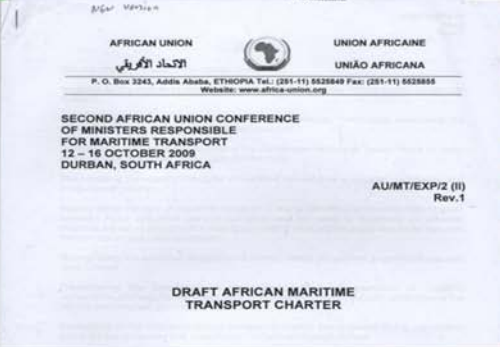 New Version
AFRICAN UNION
UNION AFRICAINE
الاتحاد الأفريقي
UNIÃO AFRICANA
P. O. Box 3243, Addis Ababa, ETHIOPIA Tel.: (251-11) 5525849 Fax: (251-11) 5525855
Website: www.africa-union.org
SECOND AFRICAN UNION CONFERENCE
OF MINISTERS RESPONSIBLE
FOR MARITIME TRANSPORT
12 – 16 OCTOBER 2009
DURBAN, SOUTH AFRICA
AU/MT/EXP/2 (II)
Rev.1
DRAFT AFRICAN MARITIME
TRANSPORT CHARTER